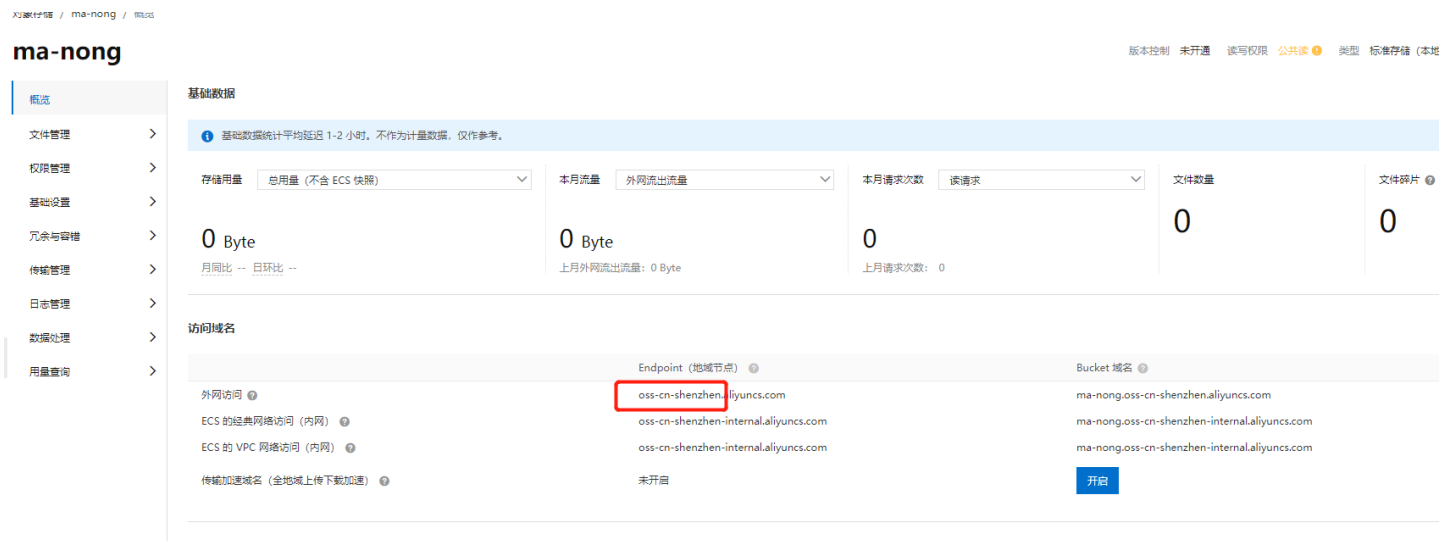 对象存储 / ma-nong / 概览
ma-nong
版本控制 未开通 读写权限 公共读 类型 标准存储 (本地
概览
文件管理
权限管理
基础设置
冗余与容错
传输管理
日志管理
数据处理
用量查询
基础数据
基础数据统计平均延迟 1-2 小时。不作为计量数据，仅作参考。
存储用量 总用量 (不含 ECS 快照)
0 Byte
月同比 -- 日环比 --
本月流量 外网流出流量
0 Byte
上月外网流出流量：0 Byte
本月请求次数 读请求
0
上月请求次数： 0
文件数量
0
文件碎片
0
访问域名
Endpoint (地域节点) Bucket 域名
外网访问 oss-cn-shenzhen.aliyuncs.com ma-nong.oss-cn-shenzhen.aliyuncs.com
ECS 的经典网络访问 (内网) oss-cn-shenzhen-internal.aliyuncs.com ma-nong.oss-cn-shenzhen-internal.aliyuncs.com
ECS 的 VPC 网络访问 (内网) oss-cn-shenzhen-internal.aliyuncs.com ma-nong.oss-cn-shenzhen-internal.aliyuncs.com
传输加速域名 (全地域上传下载加速) 未开启 开启